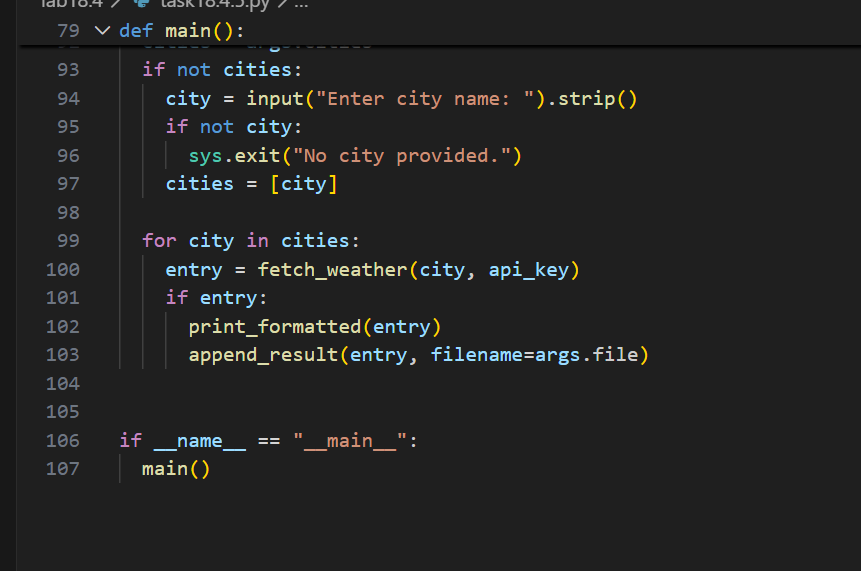 lab18.4 > task18.4.5.py > ...
79 def main():
93 if not cities:
94 city = input("Enter city name: ").strip()
95 if not city:
96 sys.exit("No city provided.")
97 cities = [city]
98
99 for city in cities:
100 entry = fetch_weather(city, api_key)
101 if entry:
102 print_formatted(entry)
103 append_result(entry, filename=args.file)
104
105
106 if __name__ == "__main__":
107 main()